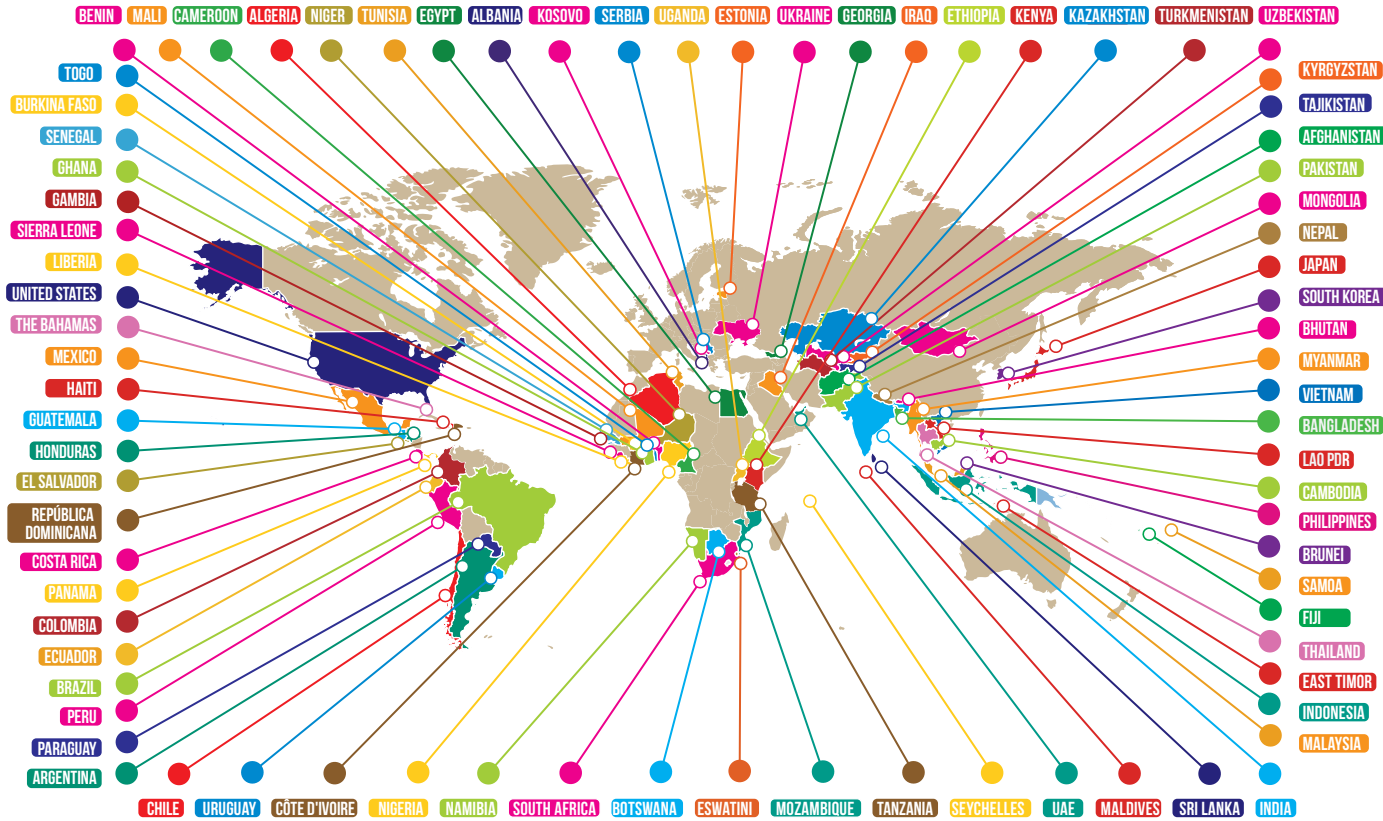 BENIN
MALI
CAMEROON
ALGERIA
NIGER
TUNISIA
EGYPT
ALBANIA
KOSOVO
SERBIA
UGANDA
ESTONIA
UKRAINE
GEORGIA
IRAQ
ETHIOPIA
KENYA
KAZAKHSTAN
TURKMENISTAN
UZBEKISTAN
TOGO
BURKINA FASO
SENEGAL
GHANA
GAMBIA
SIERRA LEONE
LIBERIA
UNITED STATES
THE BAHAMAS
MEXICO
HAITI
GUATEMALA
HONDURAS
EL SALVADOR
REPÚBLICA
DOMINICANA
COSTA RICA
PANAMA
COLOMBIA
ECUADOR
BRAZIL
PERU
PARAGUAY
ARGENTINA
KYRGYZSTAN
TAJIKISTAN
AFGHANISTAN
PAKISTAN
MONGOLIA
NEPAL
JAPAN
SOUTH KOREA
BHUTAN
MYANMAR
VIETNAM
BANGLADESH
LAO PDR
CAMBODIA
PHILIPPINES
BRUNEI
SAMOA
FIJI
THAILAND
EAST TIMOR
INDONESIA
MALAYSIA
CHILE
URUGUAY
CÔTE D'IVOIRE
NIGERIA
NAMIBIA
SOUTH AFRICA
BOTSWANA
ESWATINI
MOZAMBIQUE
TANZANIA
SEYCHELLES
UAE
MALDIVES
SRI LANKA
INDIA